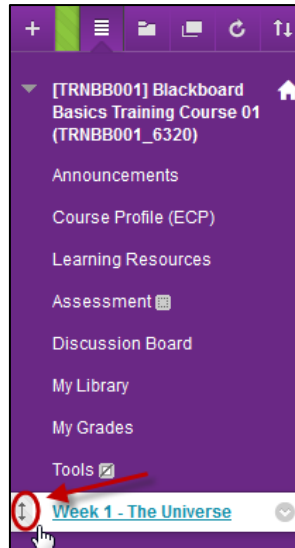 [TRNBB001] Blackboard
Basics Training Course 01
(TRNBB001_6320)
Announcements
Course Profile (ECP)
Learning Resources
Assessment
Discussion Board
My Library
My Grades
Tools
Week 1 - The Universe